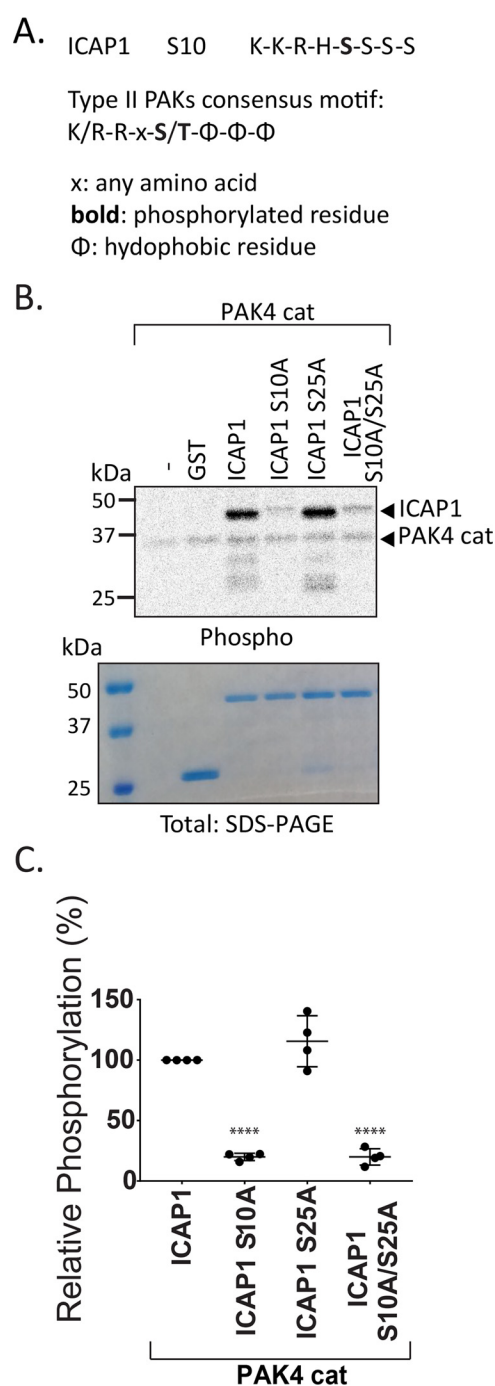 A.
ICAP1 S10 K-K-R-H-S-S-S-S
Type II PAKs consensus motif:
K/R-R-x-S/T-Φ-Φ-Φ
x: any amino acid
bold: phosphorylated residue
Φ: hydophobic residue
B.
PAK4 cat
-
GST
ICAP1
ICAP1 S10A
ICAP1 S25A
ICAP1
S10A/S25A
kDa
50
37
25
ICAP1
PAK4 cat
Phospho
kDa
50
37
25
Total: SDS-PAGE
C.
Relative Phosphorylation (%)
150
100
50
0
****
****
ICAP1
ICAP1 S10A
ICAP1 S25A
ICAP1
S10A/S25A
PAK4 cat